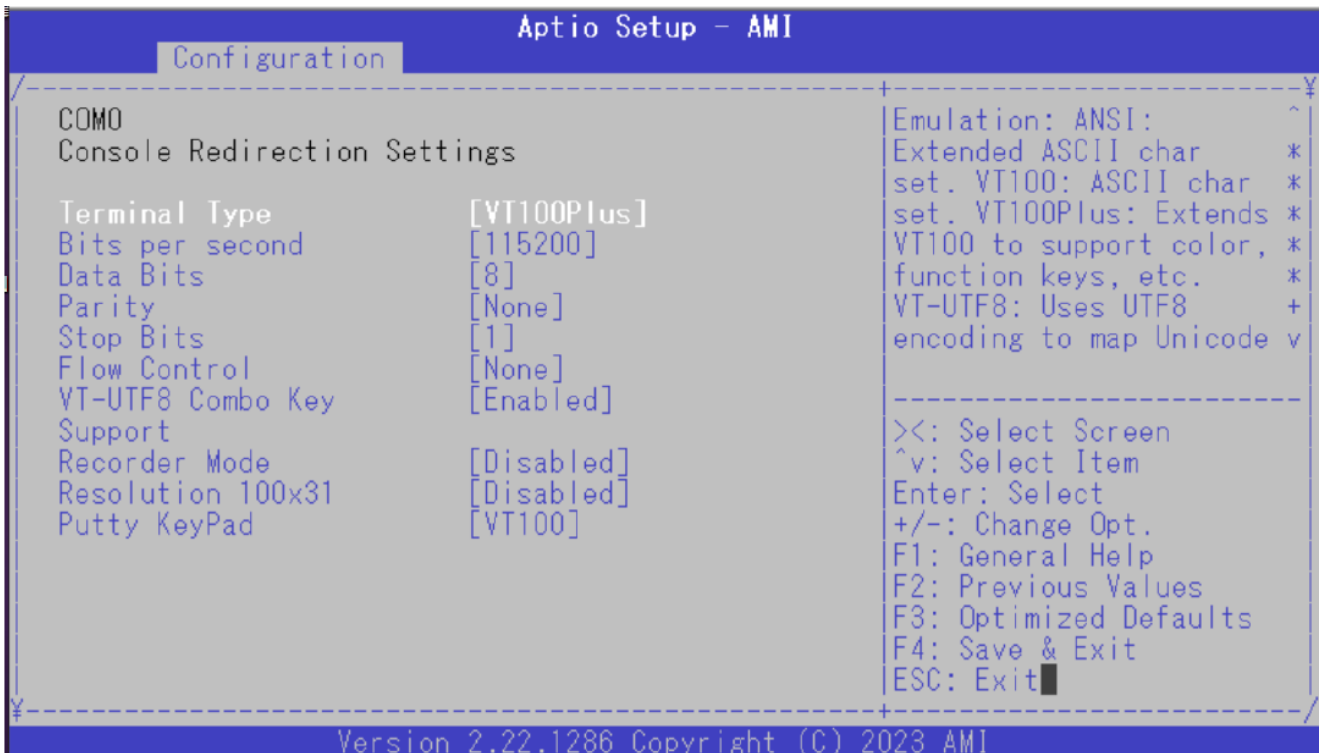 Aptio Setup - AMI
Configuration
/------------------------------------------------------+--------------------------¥
COM0
Console Redirection Settings
Terminal Type [VT100Plus]
Bits per second [115200]
Data Bits [8]
Parity [None]
Stop Bits [1]
Flow Control [None]
VT-UTF8 Combo Key [Enabled]
Support
Recorder Mode [Disabled]
Resolution 100x31 [Disabled]
Putty KeyPad [VT100]
|Emulation: ANSI: ^|
|Extended ASCII char *|
|set. VT100: ASCII char *|
|set. VT100Plus: Extends *|
|VT100 to support color, *|
|function keys, etc. *|
|VT-UTF8: Uses UTF8 +|
|encoding to map Unicode v|
|-------------------------|
|><: Select Screen
|^v: Select Item
|Enter: Select
|+/-: Change Opt.
|F1: General Help
|F2: Previous Values
|F3: Optimized Defaults
|F4: Save & Exit
|ESC: Exit
¥------------------------------------------------------+--------------------------/
Version 2.22.1286 Copyright (C) 2023 AMI